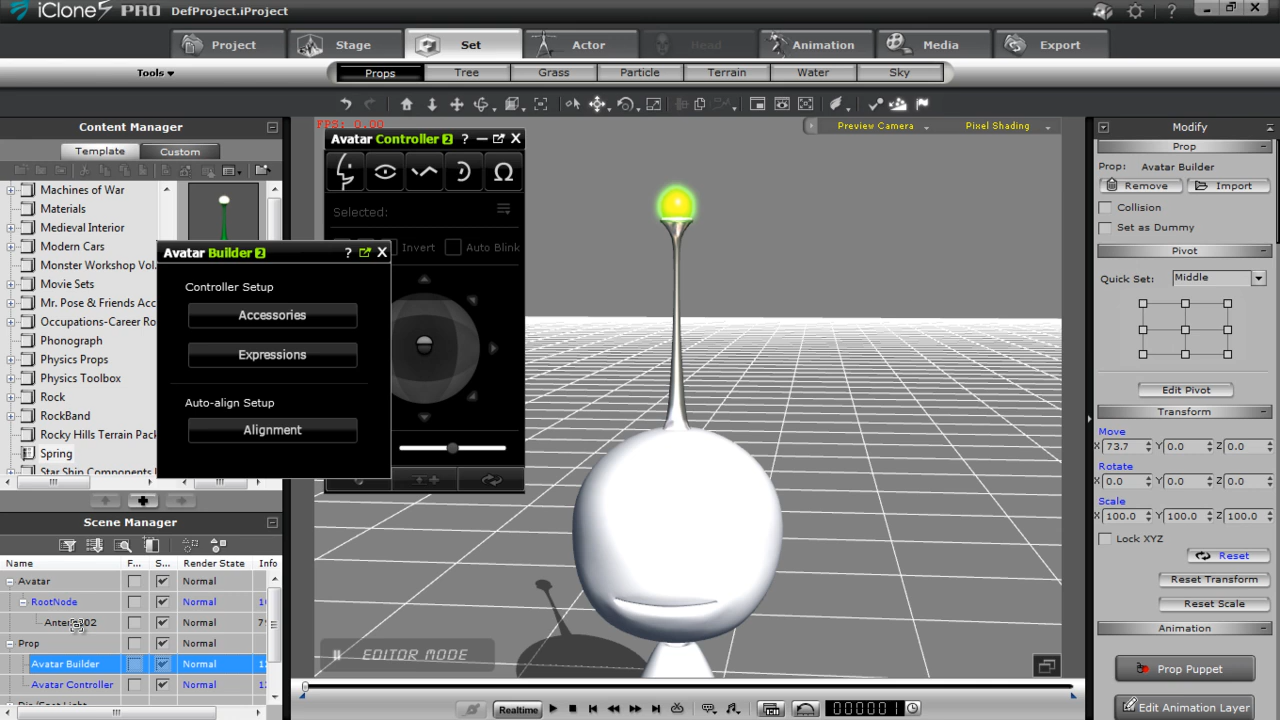 iClone5 PRO DefProject.iProject
Project Stage Set Actor Head Animation Media Export
Tools Props Tree Grass Particle Terrain Water Sky
Content Manager
Template Custom
Machines of War
Materials
Medieval Interior
Modern Cars
Monster Workshop Vol.
Movie Sets
Mr. Pose & Friends Acc
Occupations-Career Ro
Phonograph
Physics Props
Physics Toolbox
Rock
RockBand
Rocky Hills Terrain Pack
Spring
Star Ship Components
Avatar Builder 2 ?
Controller Setup
Accessories
Expressions
Auto-align Setup
Alignment
FPS: 0.00
Avatar Controller 2 ?
Selected:
Invert Auto Blink
Preview Camera Pixel Shading
EDITOR MODE
Scene Manager
Name F... S... Render State Info
Avatar Normal
RootNode Normal
Normal
Prop Normal
Avatar Builder Normal
Avatar Controller Normal
Realtime 000000 1
Modify
Prop
Prop: Avatar Builder
Remove Import
Collision
Set as Dummy
Pivot
Quick Set: Middle
Edit Pivot
Transform
Move
X 73.7 Y 0.0 Z 0.0
Rotate
X 0.0 Y 0.0 Z 0.0
Scale
X 100.0 Y 100.0 Z 100.0
Lock XYZ
Reset
Reset Transform
Reset Scale
Animation
Prop Puppet
Edit Animation Layer